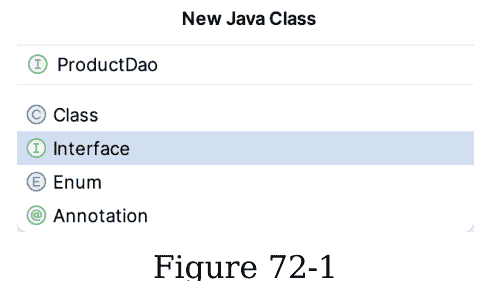 New Java Class
I ProductDao
C Class
I Interface
E Enum
@ Annotation
Figure 72-1